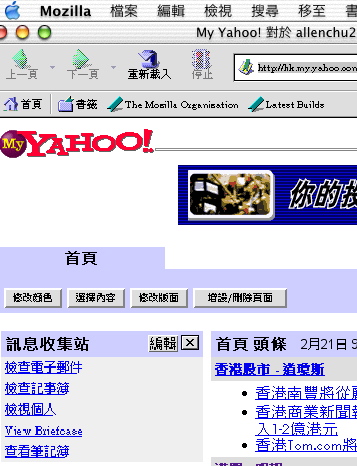 Mozilla 檔案 編輯 檢視 搜尋 移至
My Yahoo! 對於 allenchu2
上一頁 下一頁 重新載入 停止 http://hk.my.yahoo.com
首頁 書籤 The Mozilla Organisation Latest Builds
My YAHOO!
你的投
首頁
修改顏色 選擇內容 修改版面 增設/刪除頁面
訊息收集站 編輯 X
檢查電子郵件
檢查記事簿
檢視個人
View Briefcase
查看筆記簿
首頁 頭條 2月21日
香港股市 - 道瓊斯
香港南豐將從
香港商業新聞
入1-2億港元
香港Tom.com將